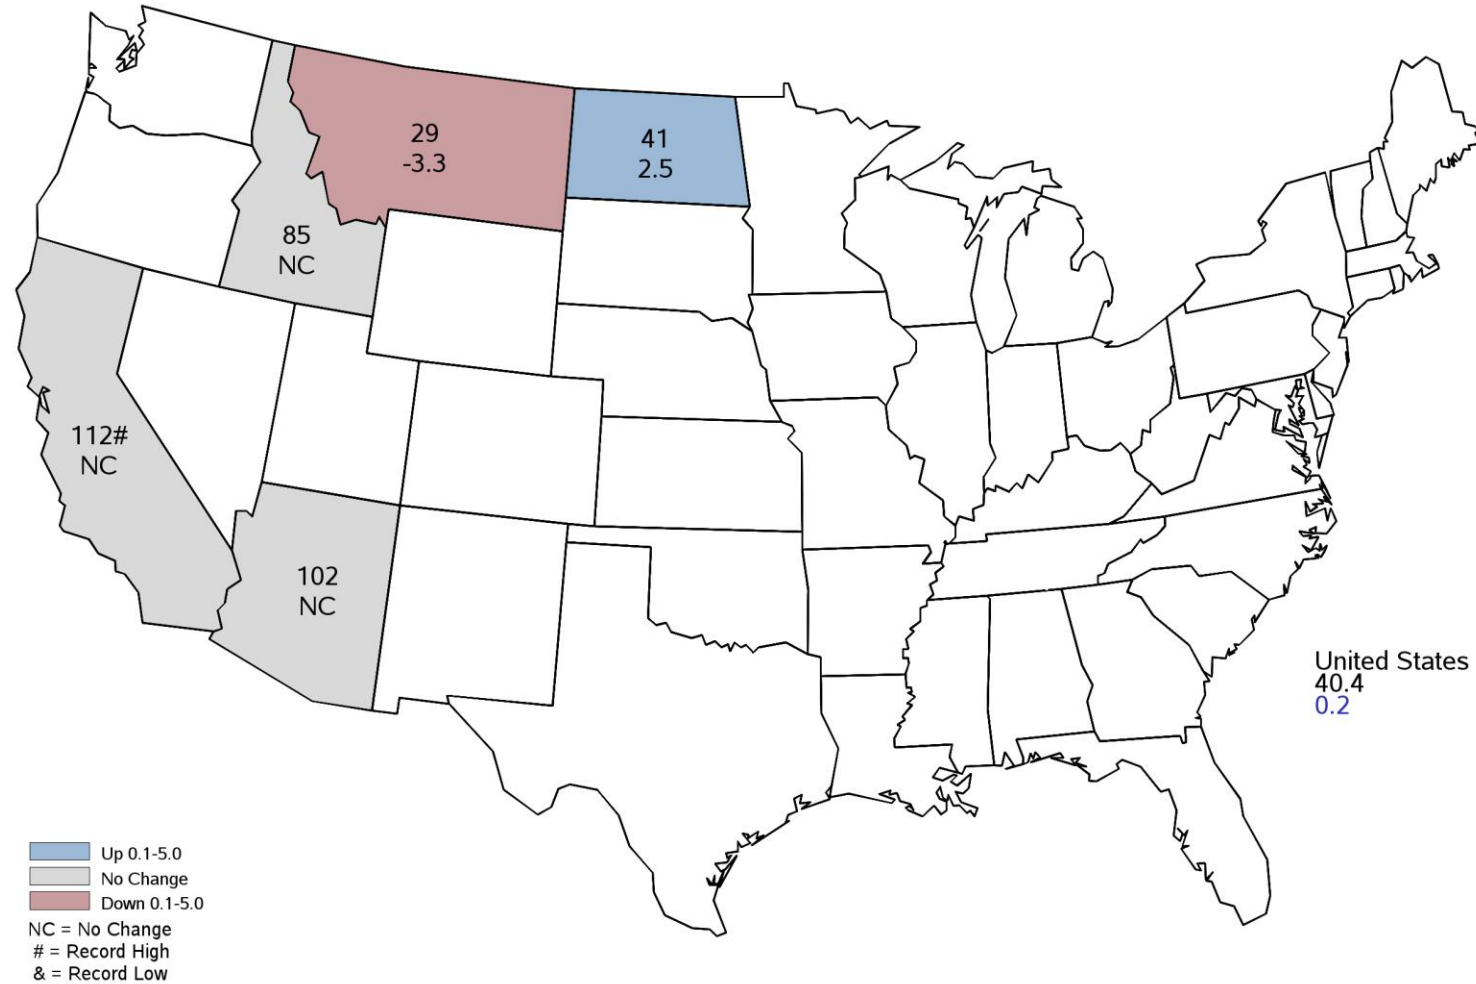 29
-3.3
41
2.5
85
NC
112#
NC
102
NC
United States
40.4
0.2
Up 0.1-5.0
No Change
Down 0.1-5.0
NC = No Change
# = Record High
& = Record Low